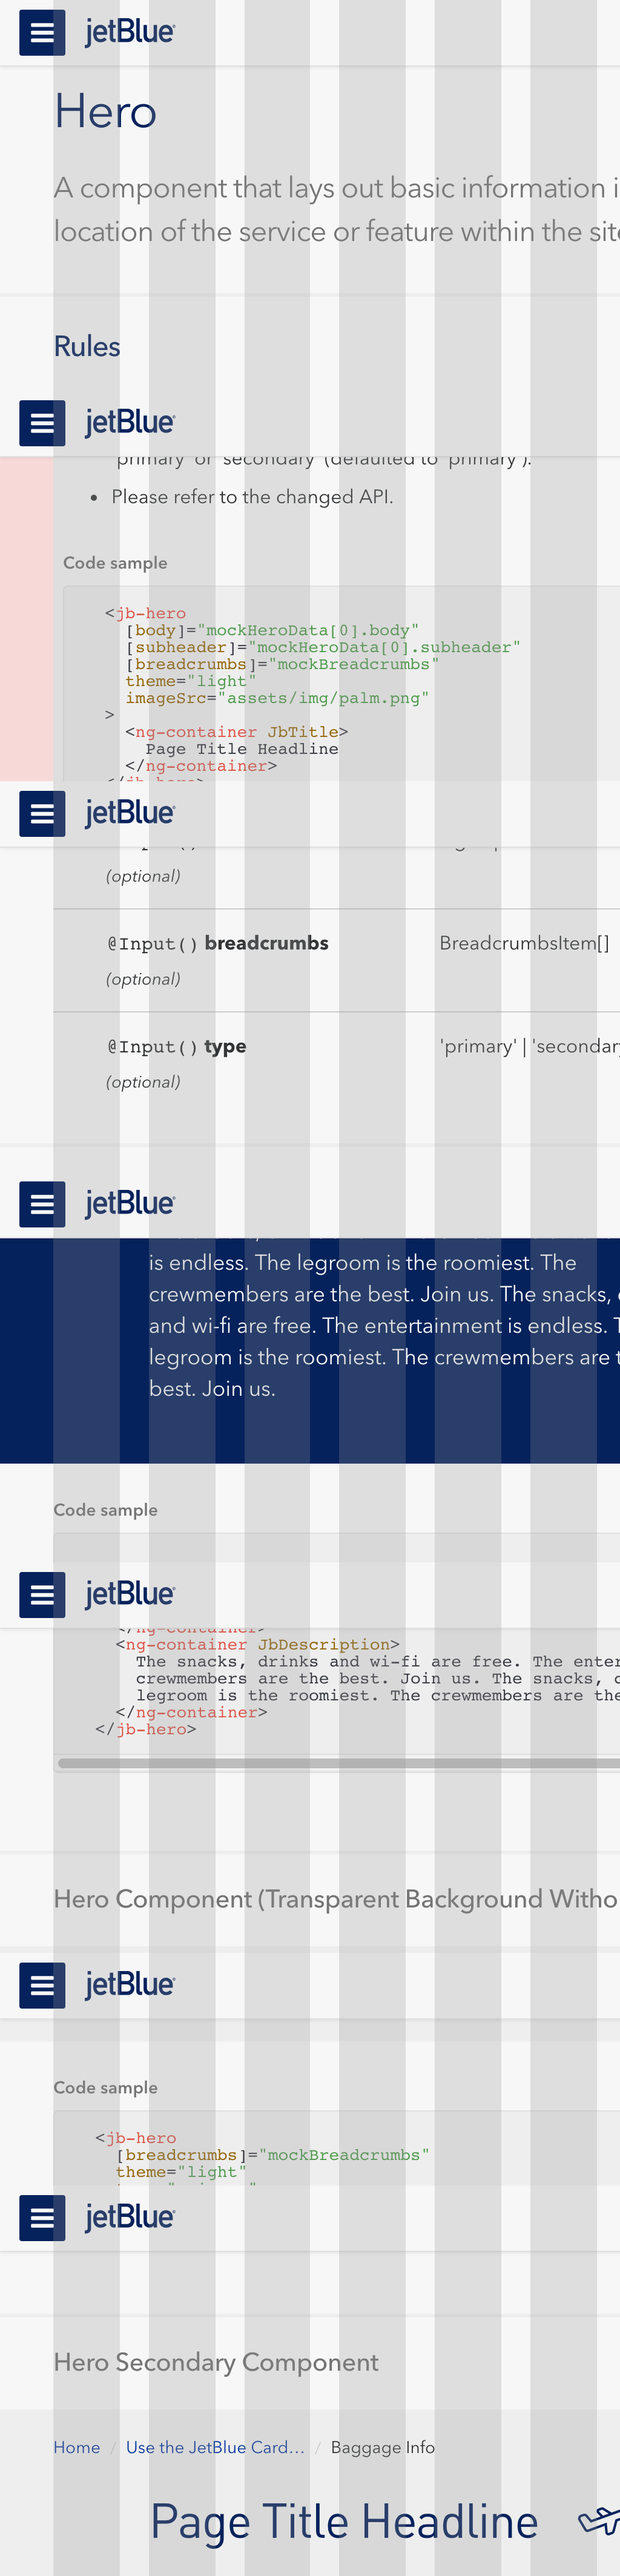 jetBlue
Hero
A component that lays out basic information
location of the service or feature within the
Rules
jetBlue
primary' or 'secondary' (defaulted to 'primary').
• Please refer to the changed API.
Code sample
<jb-hero
[body]="mockHeroData[0].body"
[subheader]="mockHeroData[0].subheader"
[breadcrumbs]="mockBreadcrumbs"
theme="light"
imageSrc="assets/img/palm.png"
>
<ng-container JbTitle>
Page Title Headline
</ng-container>
</jb-hero>
jetBlue
(optional)
@Input() breadcrumbs BreadcrumbsItem[]
(optional)
@Input() type 'primary' | 'secondary
(optional)
jetBlue
is endless. The legroom is the roomiest. The
crewmembers are the best. Join us. The snacks,
and wi-fi are free. The entertainment is endless.
legroom is the roomiest. The crewmembers are
best. Join us.
Code sample
jetBlue
</ng-container>
<ng-container JbDescription>
The snacks, drinks and wi-fi are free. The enter
crewmembers are the best. Join us. The snacks,
legroom is the roomiest. The crewmembers are the
</ng-container>
</jb-hero>
Hero Component (Transparent Background Witho
jetBlue
Code sample
<jb-hero
[breadcrumbs]="mockBreadcrumbs"
theme="light"
jetBlue
Hero Secondary Component
Home / Use the JetBlue Card... / Baggage Info
Page Title Headline